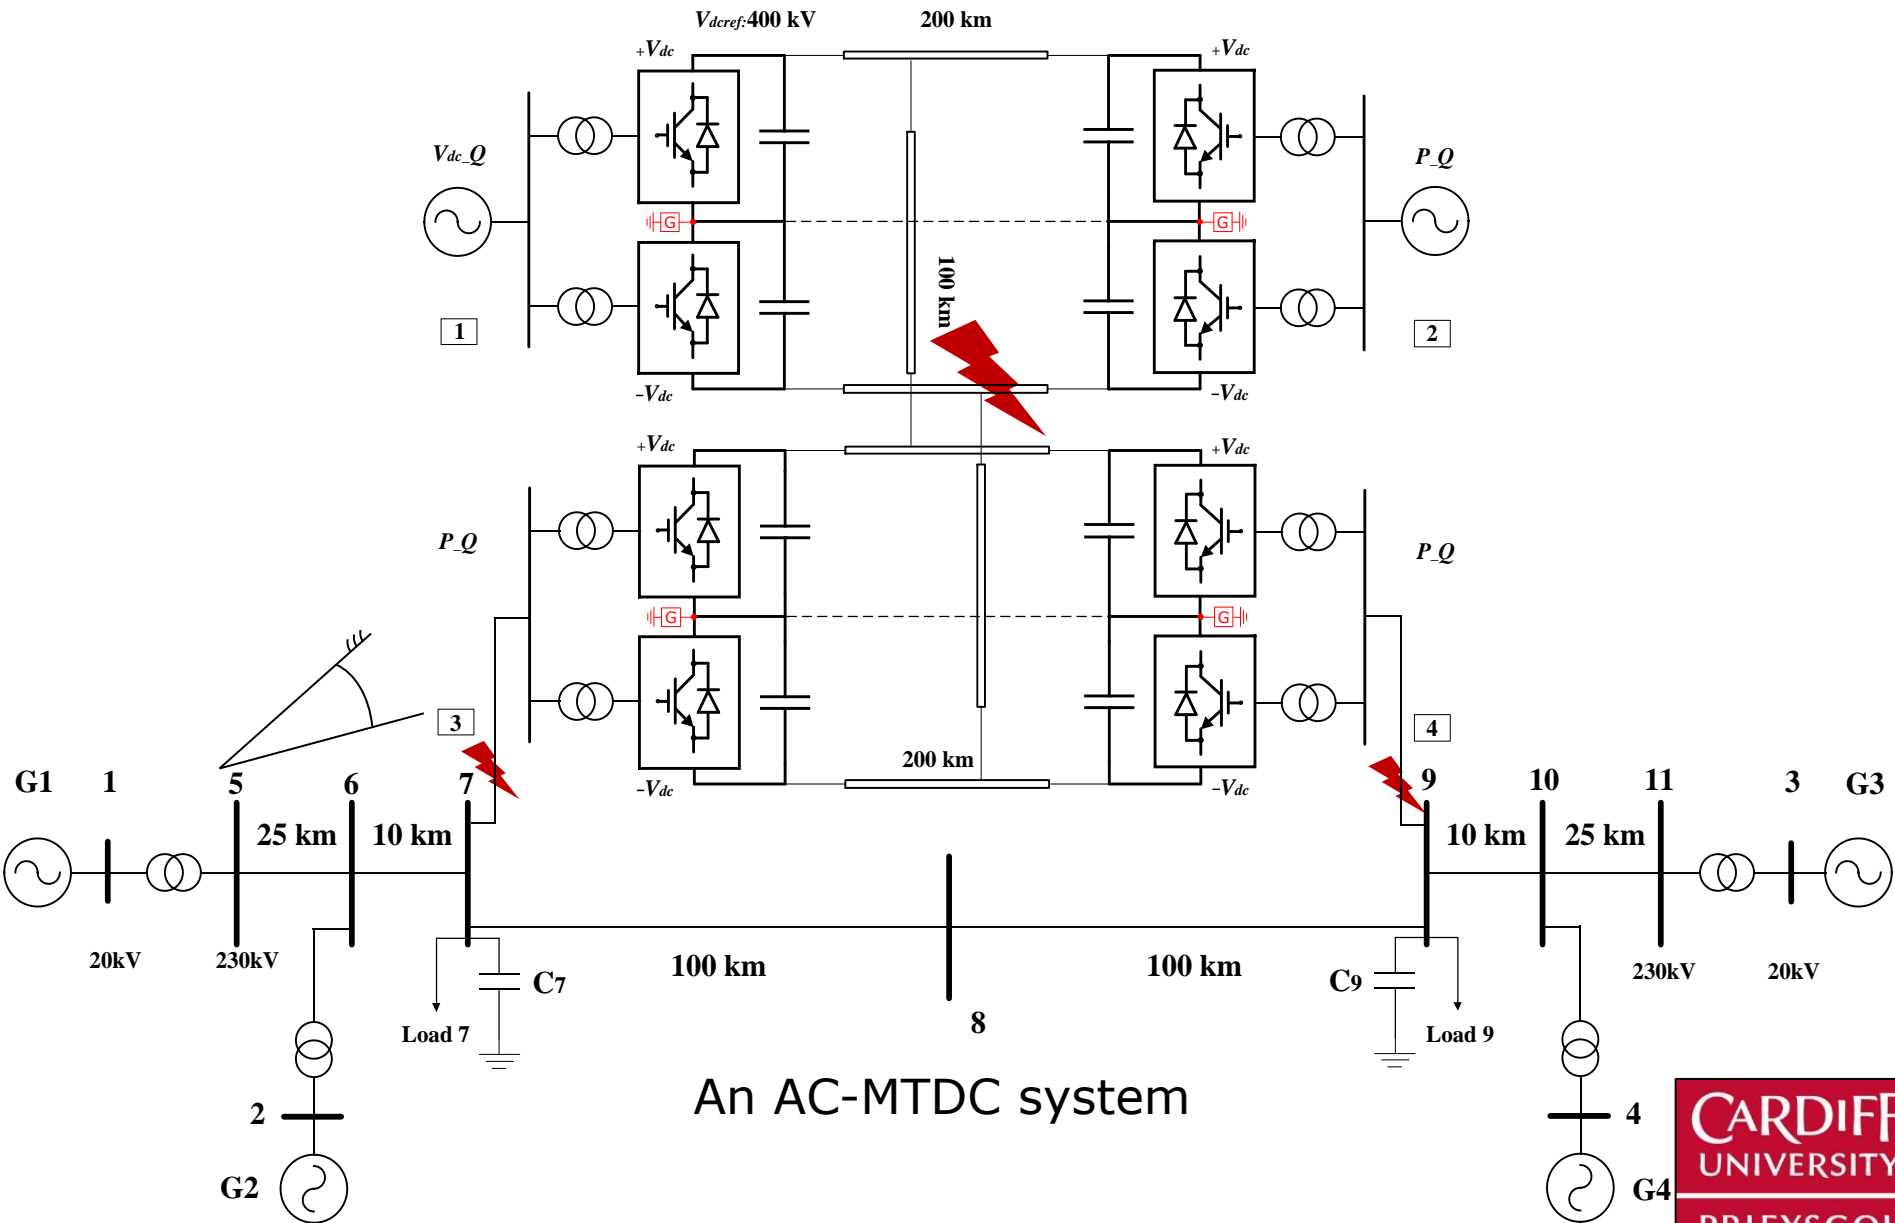 Vdcref:400 kV
200 km
+Vdc
+Vdc
Vdc_Q
P_Q
G
G
100 km
1
2
−Vdc
−Vdc
+Vdc
+Vdc
P_Q
P_Q
G
G
3
4
200 km
−Vdc
−Vdc
G1
1
5
6
7
9
10
11
3
G3
25 km
10 km
10 km
25 km
20kV
230kV
100 km
100 km
230kV
20kV
C7
C9
Load 7
8
Load 9
An AC-MTDC system
2
4
G2
G4
CARDIFF
UNIVERSITY